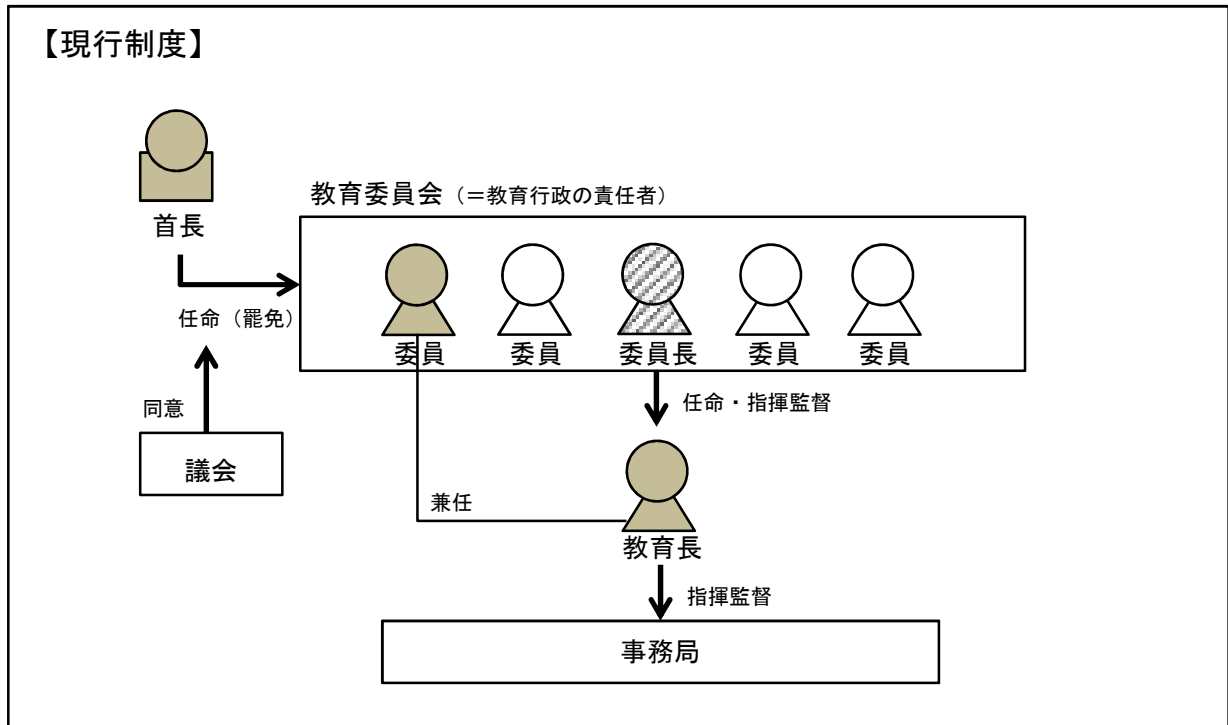 【現行制度】
首長
教育委員会（＝教育行政の責任者）
任命（罷免）
委員 委員 委員長 委員 委員
同意
議会
任命・指揮監督
兼任
教育長
指揮監督
事務局